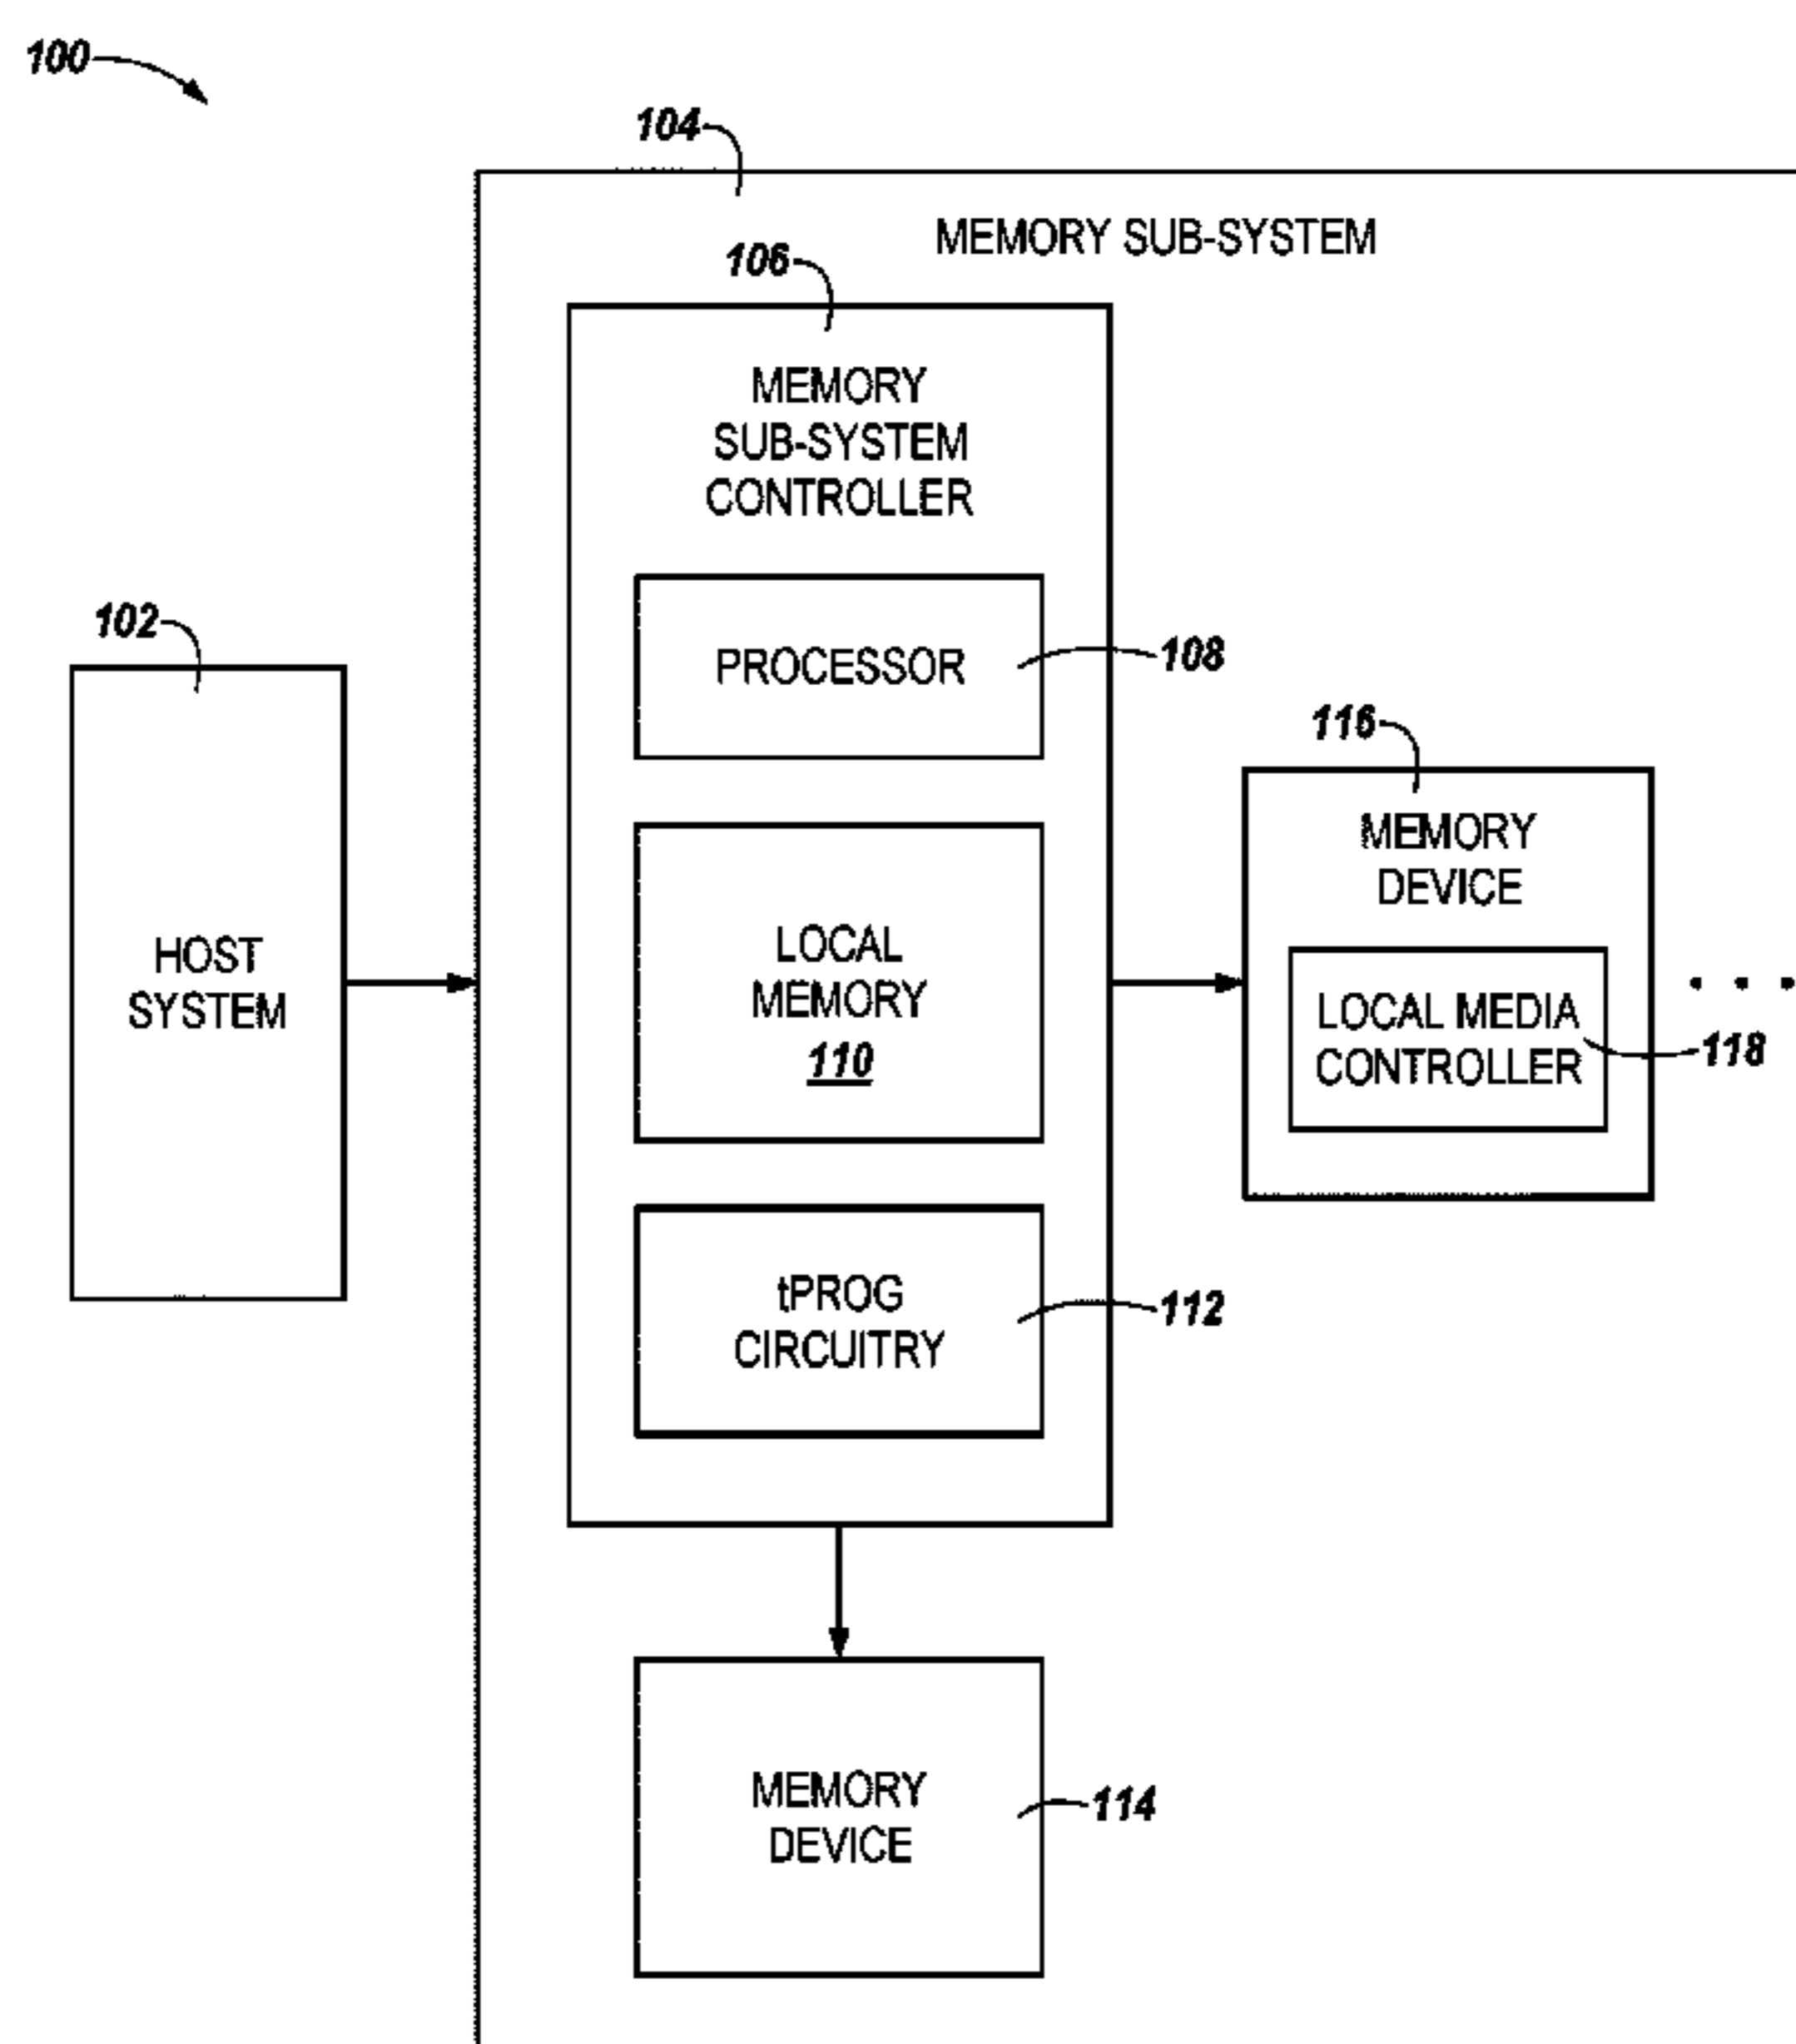 100
104
MEMORY SUB-SYSTEM
106
MEMORY
SUB-SYSTEM
CONTROLLER
102
PROCESSOR
108
116
MEMORY
DEVICE
HOST
SYSTEM
LOCAL
MEMORY
110
LOCAL MEDIA
CONTROLLER
118
tPROG
CIRCUITRY
112
MEMORY
DEVICE
114